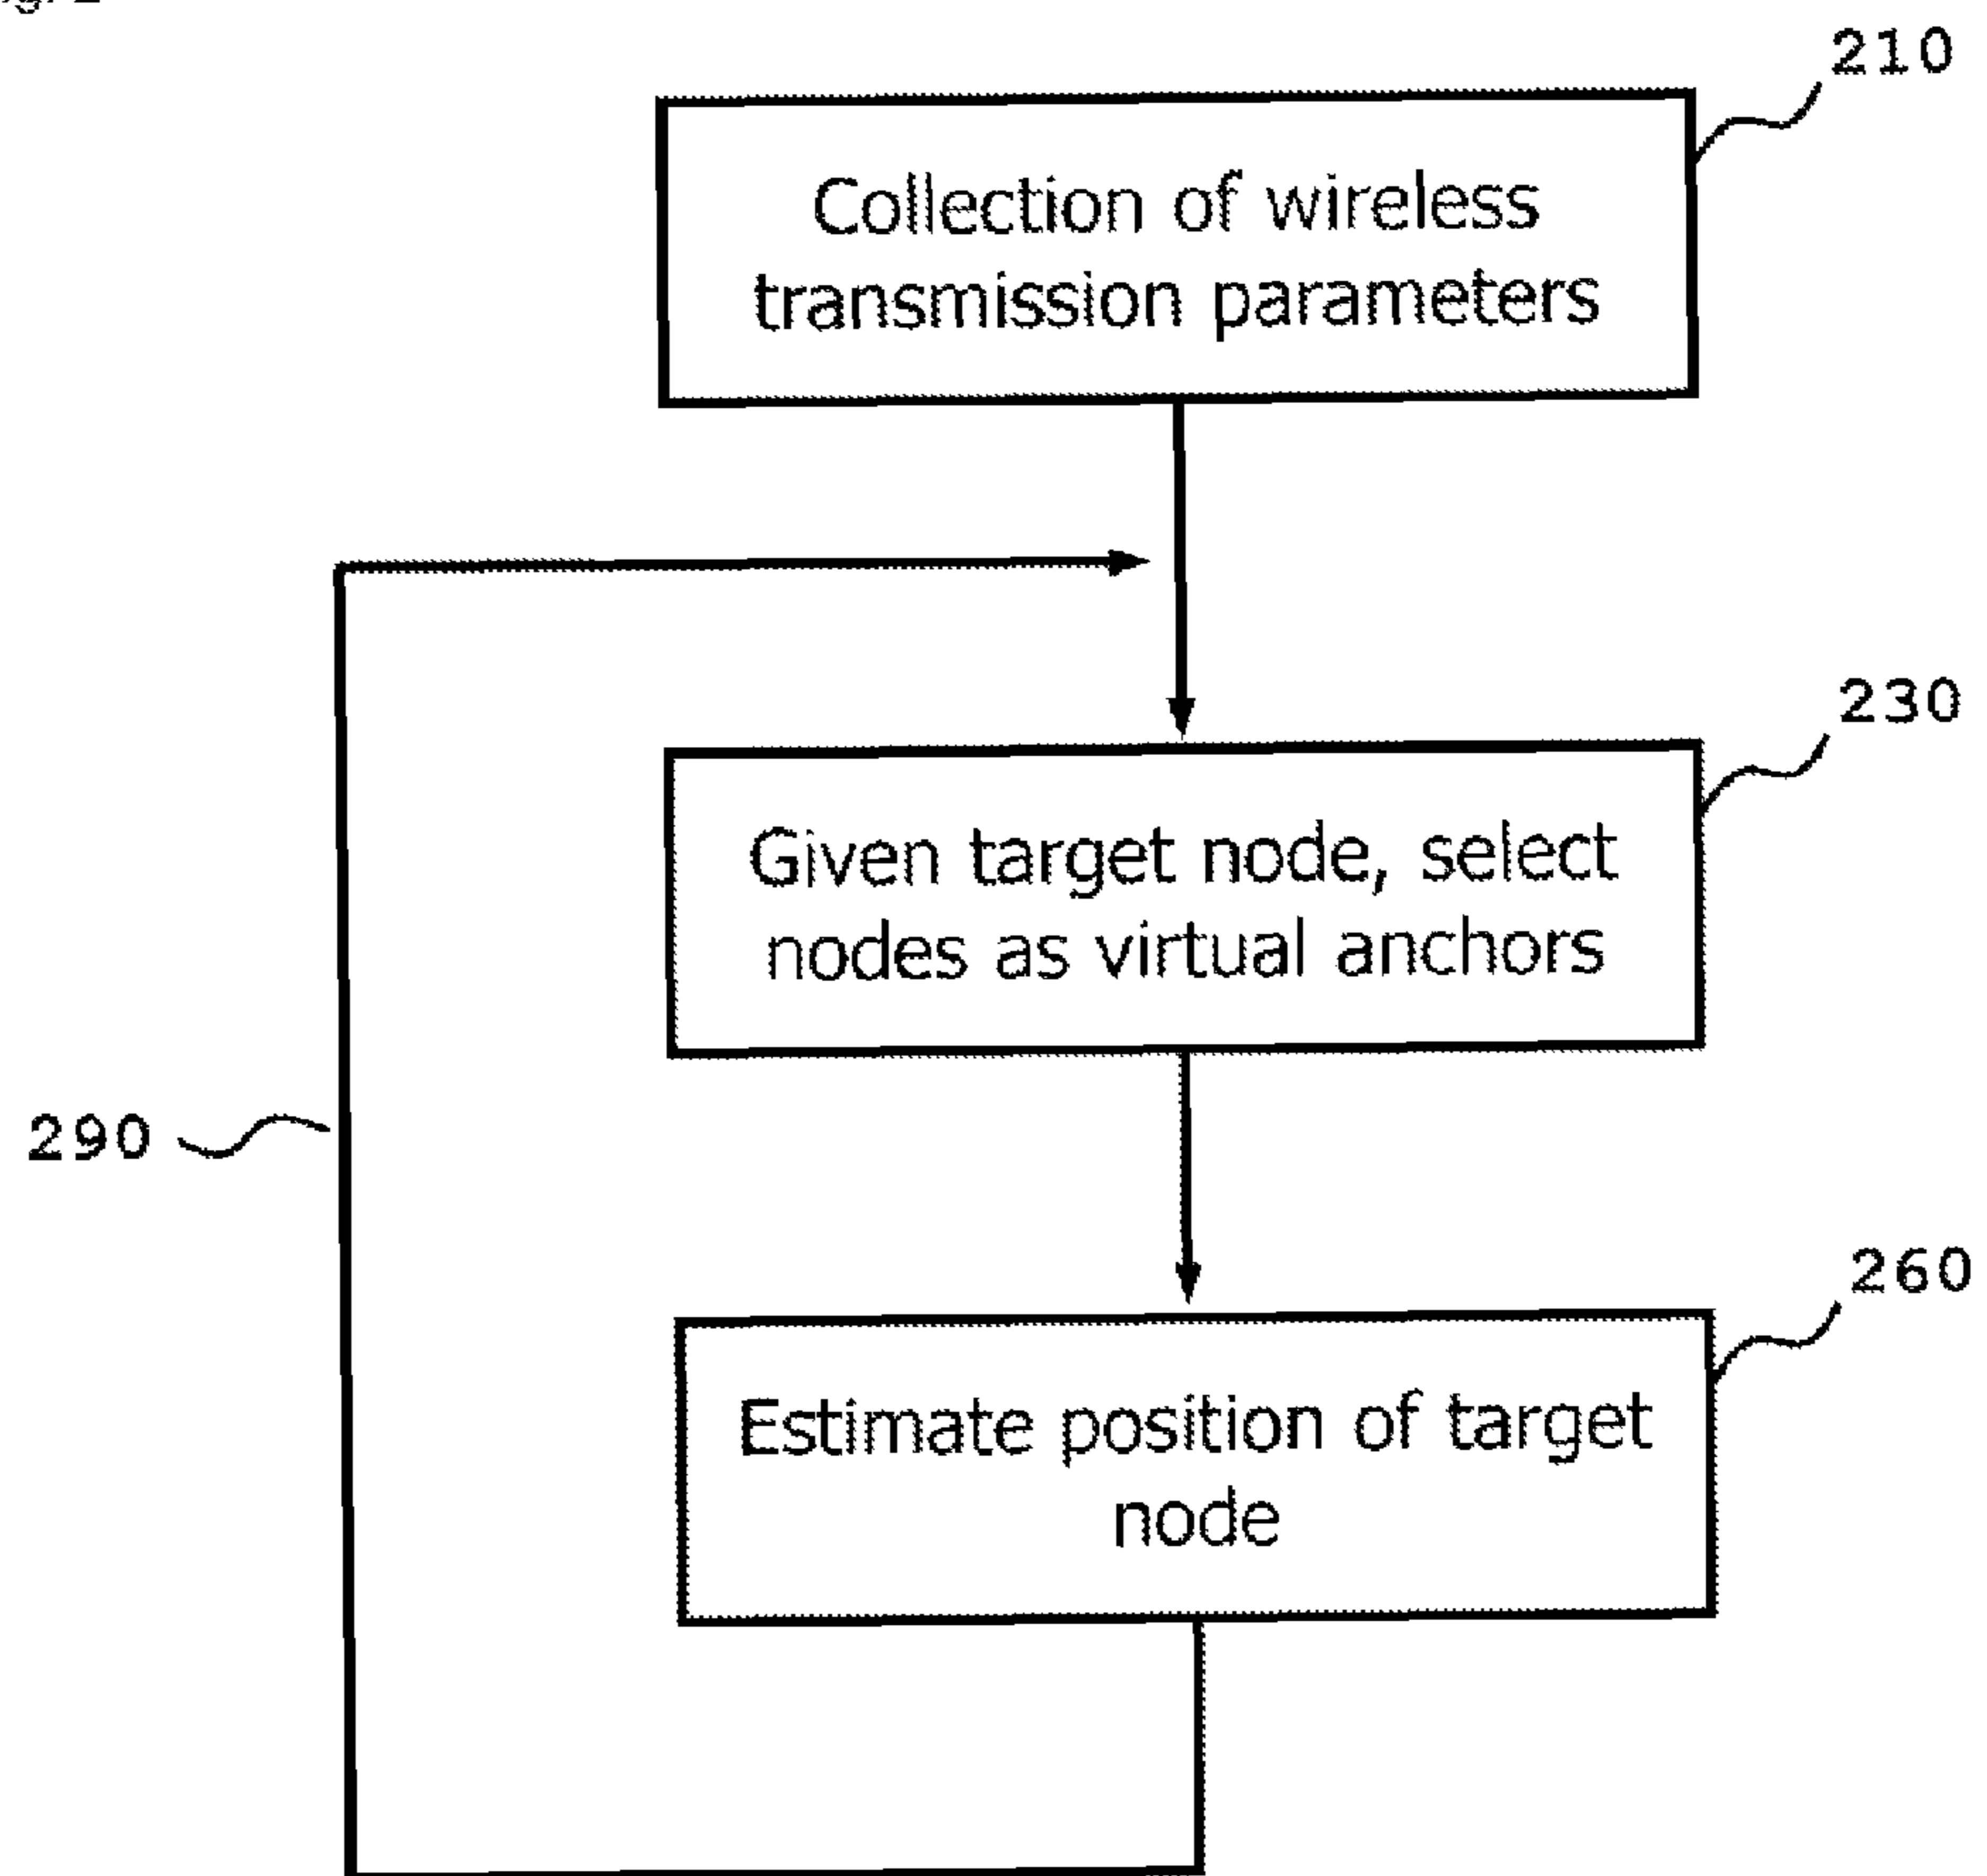 210
Collection of wireless
transmission parameters
230
Given target node, select
nodes as virtual anchors
290
260
Estimate position of target
node